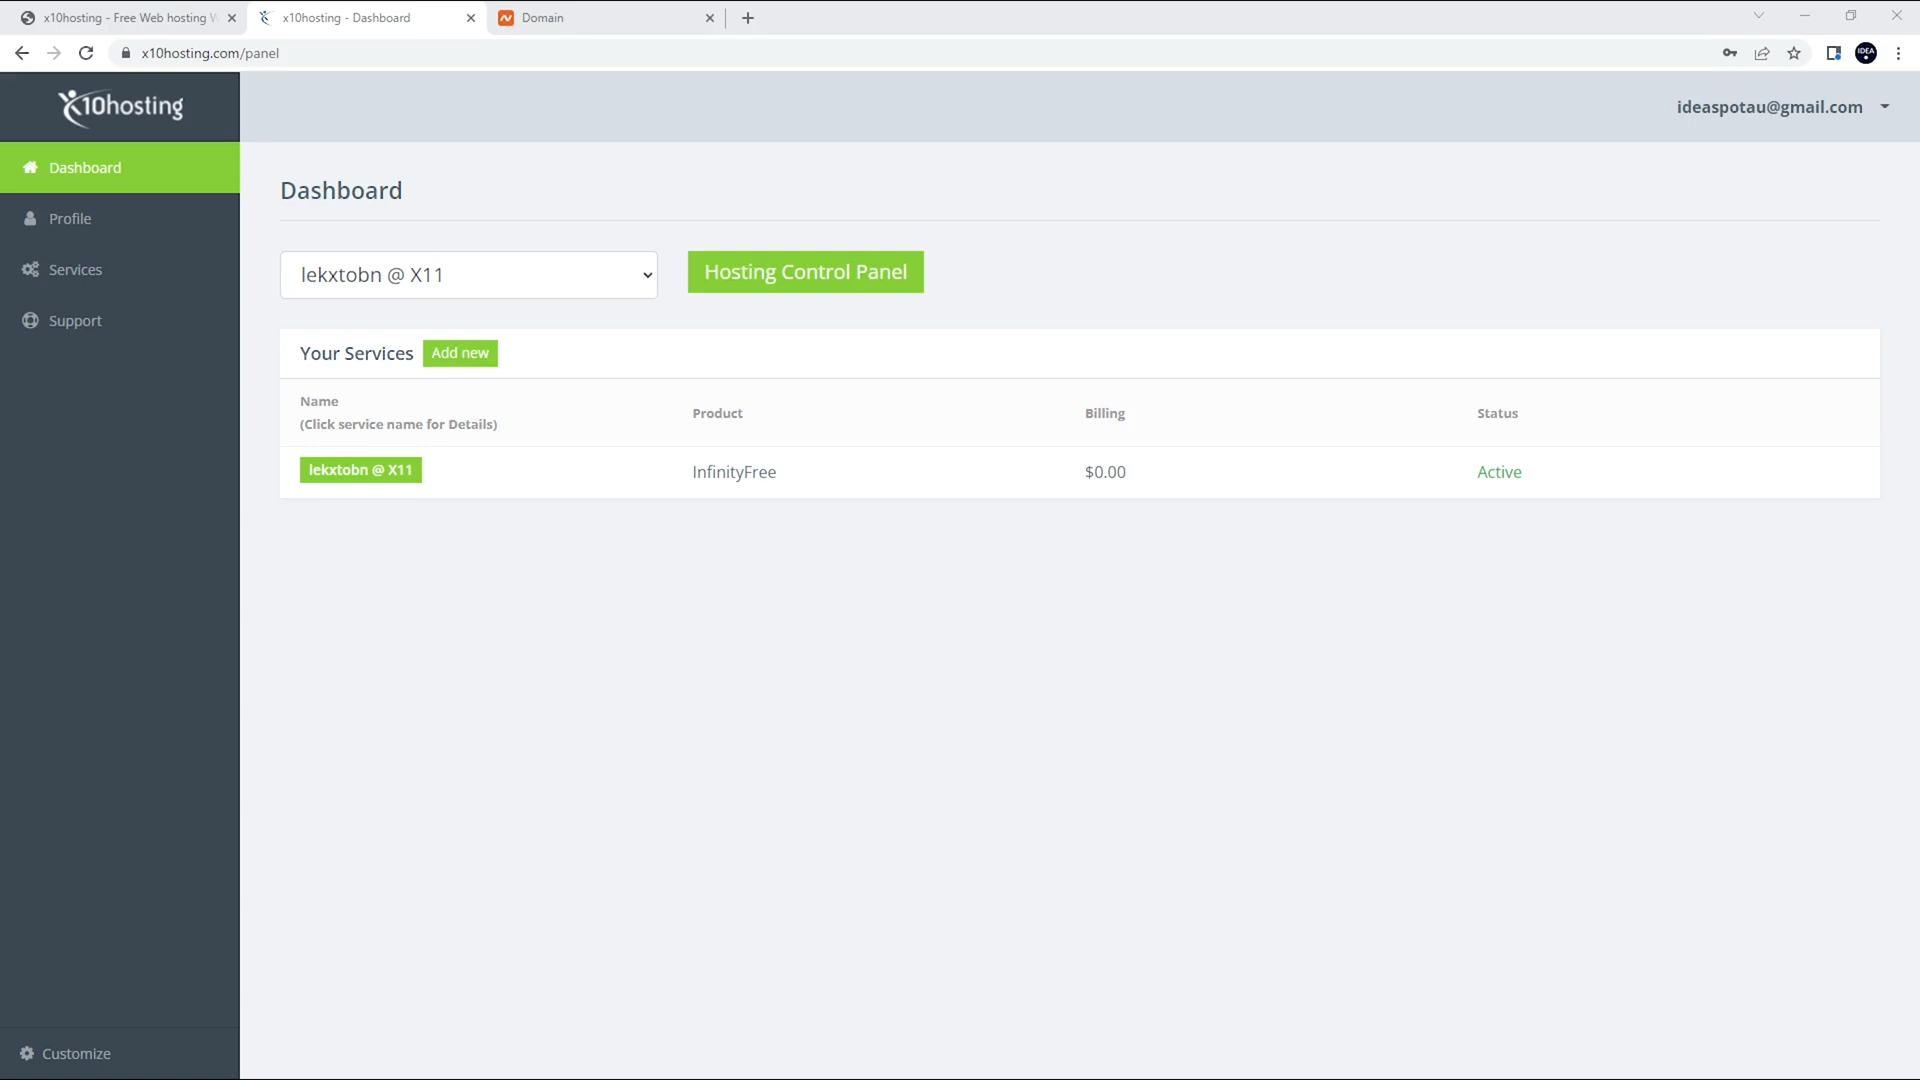 x10hosting - Free Web hosting W
x10hosting - Dashboard
Domain
x10hosting.com/panel
IDEA
x10hosting
ideaspotau@gmail.com
Dashboard
Profile
Services
Support
Customize
Dashboard
lekxtobn @ X11
Hosting Control Panel
Your Services
Add new
Name
(Click service name for Details)
Product
Billing
Status
lekxtobn @ X11
InfinityFree
$0.00
Active